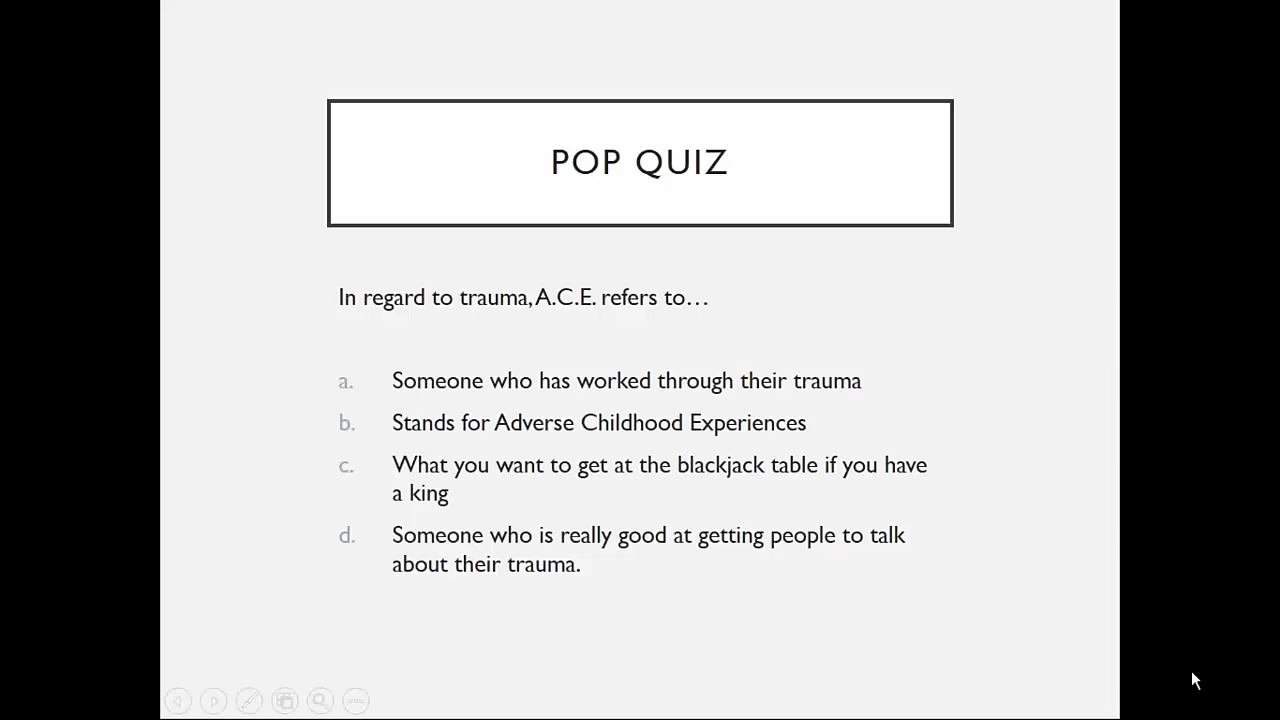 POP QUIZ
In regard to trauma, A.C.E. refers to…
a. Someone who has worked through their trauma
b. Stands for Adverse Childhood Experiences
c. What you want to get at the blackjack table if you have
a king
d. Someone who is really good at getting people to talk
about their trauma.